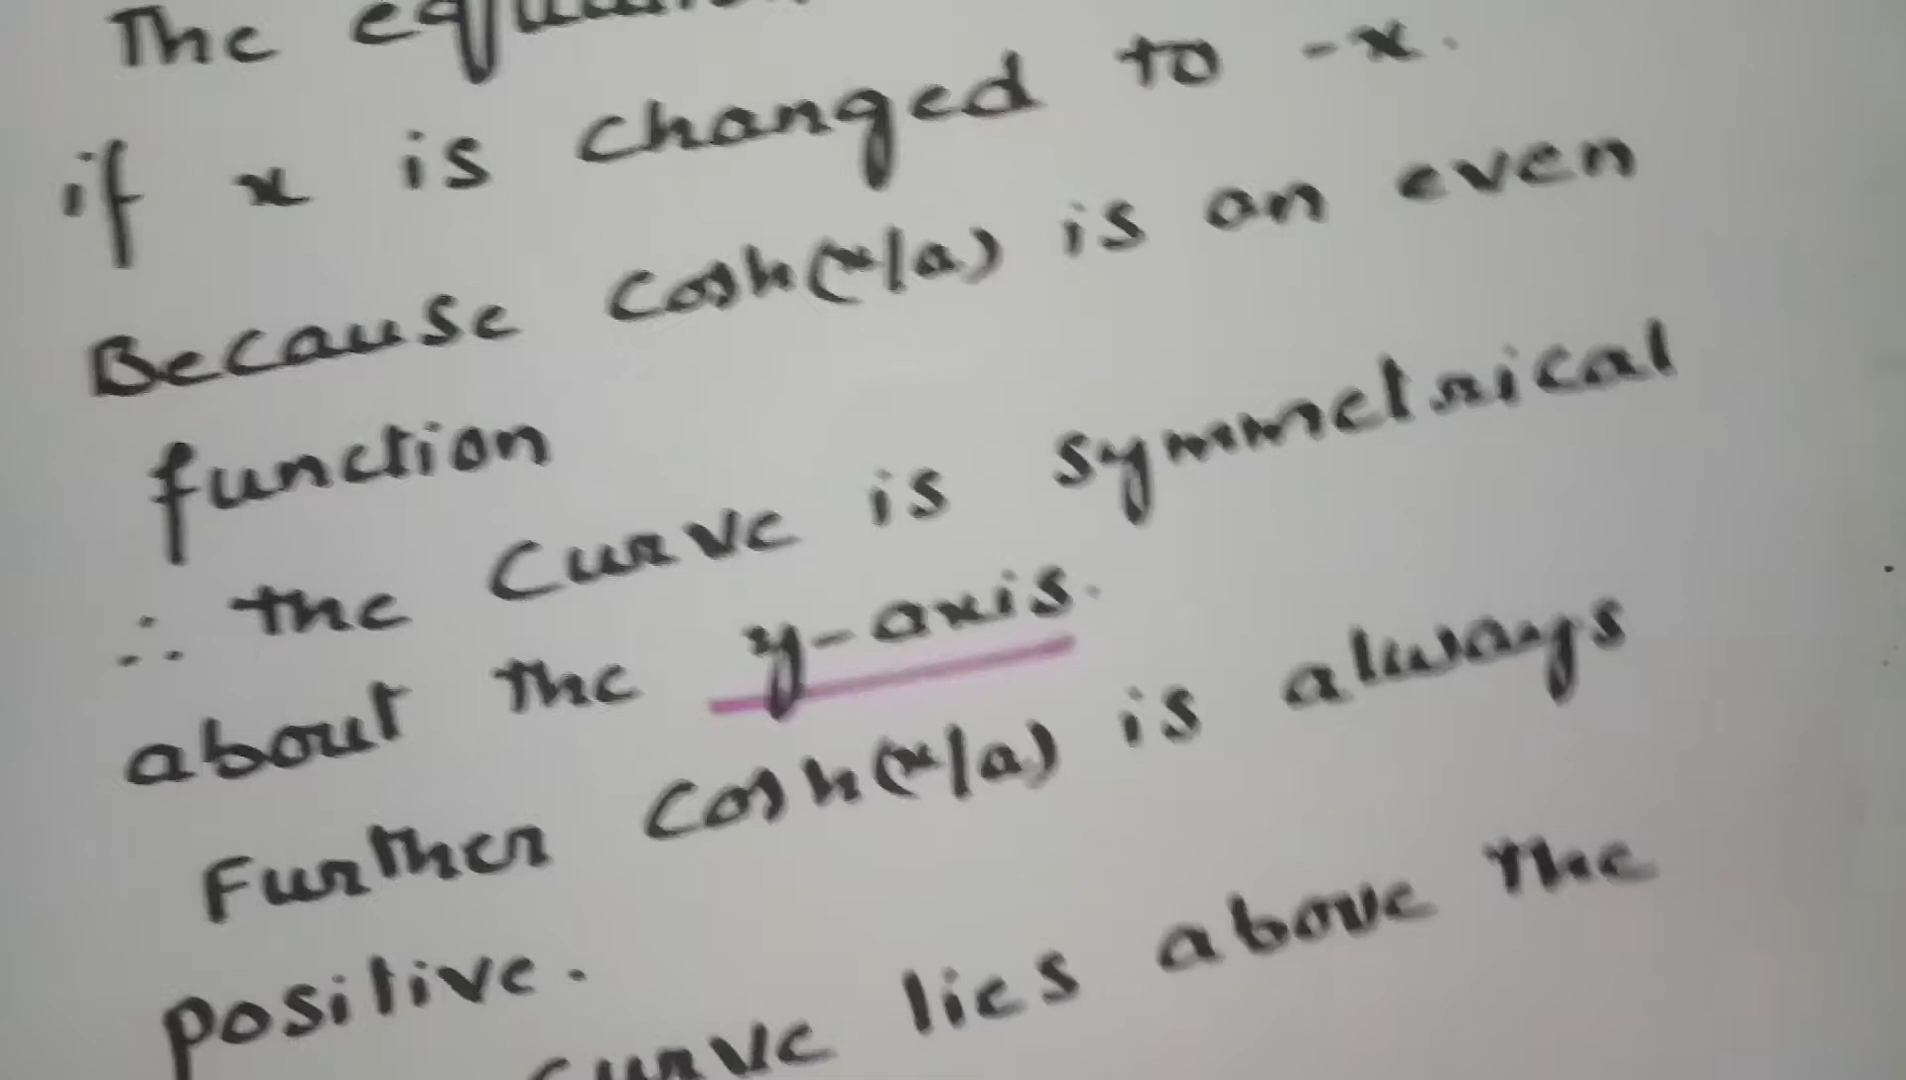 The
if x is changed to -x.
Because cosh(x/a) is an even
function
∴ the curve is symmetrical
about the y-axis.
Further cosh(x/a) is always
positive.
curve lies above the